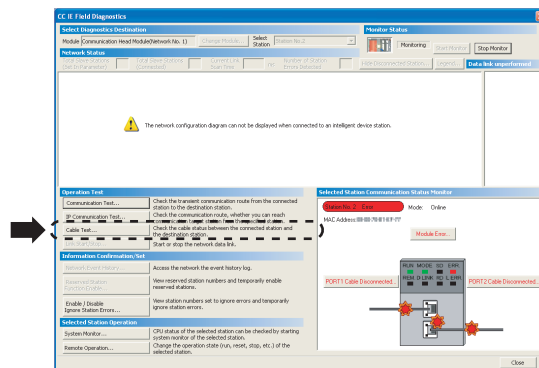 CC IE Field Diagnostics
Select Diagnostics Destination
Module Communication Head Module(Network No. 1) Change Module... Select Station Station No.2
Monitor Status
Monitoring Start Monitor Stop Monitor
Network Status
Total Slave Stations (Set In Parameter) Total Slave Stations (Connected) Current Link Scan Time ms Number of Station Errors Detected
Hide Disconnected Station... Legend... Data link unperformed
The network configuration diagram can not be displayed when connected to an intelligent device station.
Operation Test
Communication Test... Check the transient communication route from the connected station to the destination station.
IP Communication Test... Check the communication route, whether you can reach communication target station from the specified station.
Cable Test... Check the cable status between the connected station and the destination station.
Link Start/Stop... Start or stop the network data link.
Information Confirmation/Set
Network Event History... Access the network the event history log.
Reserved Station Function Enable... View reserved station numbers and temporarily enable reserved stations.
Enable / Disable Ignore Station Errors... View station numbers set to ignore errors and temporarily ignore station errors.
Selected Station Operation
System Monitor... CPU status of the selected station can be checked by starting system monitor of the selected station.
Remote Operation... Change the operation state (run, reset, stop, etc.) of the selected station.
Selected Station Communication Status Monitor
Station No. 2 Error Mode: Online
MAC Address:
Module Error...
RUN MODE SD ERR.
REM D LINK RD L ERR
PORT1 Cable Disconnected... PORT2 Cable Disconnected...
Close